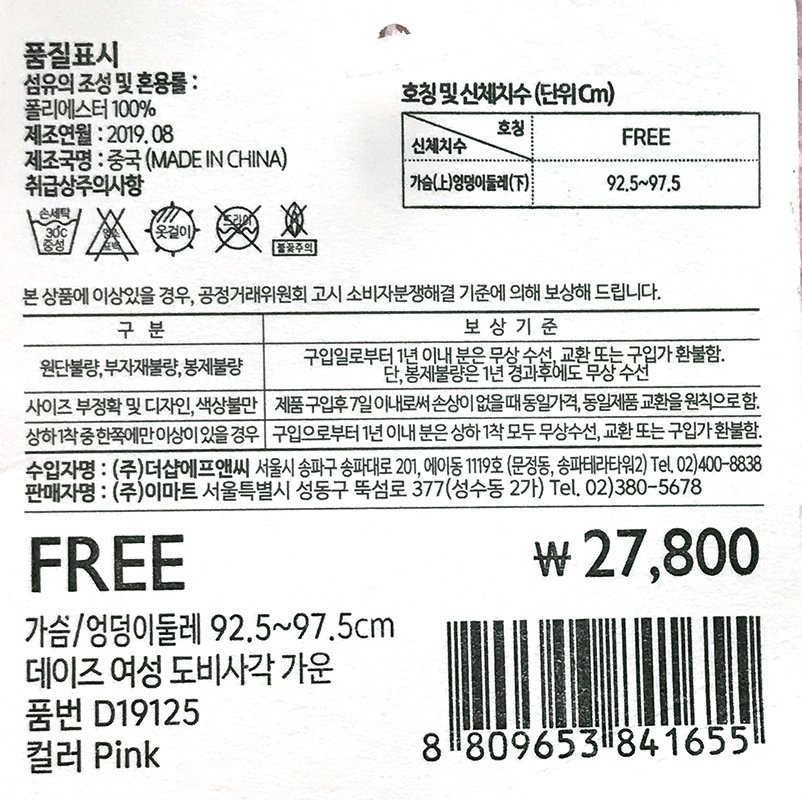 품질표시
섬유의 조성 및 혼용률 :
폴리에스터 100%
제조연월 : 2019. 08
제조국명 : 중국 (MADE IN CHINA)
취급상주의사항
손세탁
30C
중성
염소
표백
옷걸이
드라이
불꽃주의
호칭 및 신체치수 (단위 Cm)
호칭
신체치수
FREE
가슴(上)엉덩이둘레(下)
92.5~97.5
본 상품에 이상있을 경우, 공정거래위원회 고시 소비자분쟁해결 기준에 의해 보상해 드립니다.
구 분
보 상 기 준
원단불량, 부자재불량, 봉제불량
구입일로부터 1년 이내 분은 무상 수선, 교환 또는 구입가 환불함.
단, 봉제불량은 1년 경과후에도 무상 수선
사이즈 부정확 및 디자인, 색상불만
제품 구입후 7일 이내로써 손상이 없을 때 동일가격, 동일제품 교환을 원칙으로 함.
상하 1착 중 한쪽에만 이상이 있을 경우
구입으로부터 1년 이내 분은 상하 1착 모두 무상수선, 교환 또는 구입가 환불함.
수입자명 : (주)더샵에프앤씨 서울시 송파구 송파대로 201, 에이동 1119호 (문정동, 송파테라타워2) Tel. 02)400-8838
판매자명 : (주)이마트 서울특별시 성동구 뚝섬로 377(성수동 2가) Tel. 02)380-5678
FREE
₩ 27,800
가슴/엉덩이둘레 92.5~97.5cm
데이즈 여성 도비사각 가운
품번 D19125
컬러 Pink
8 809653 841655